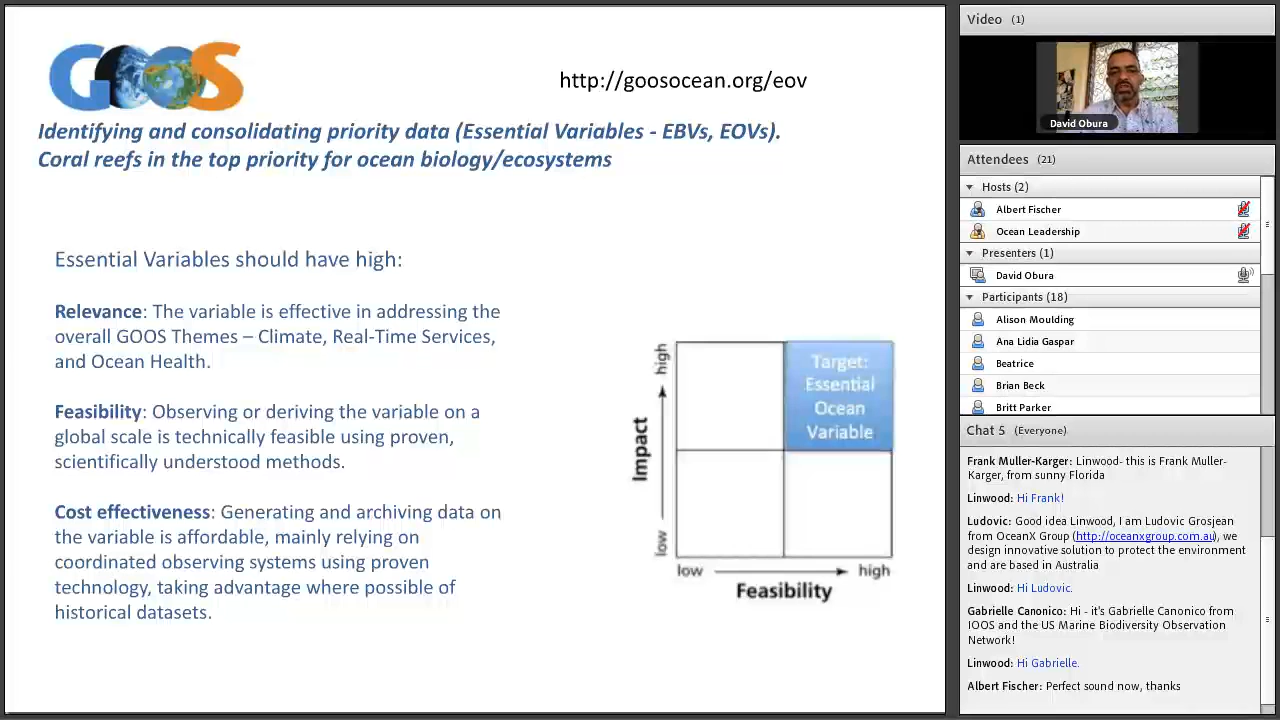 GOOS
http://goosocean.org/eov
Identifying and consolidating priority data (Essential Variables - EBVs, EOVs).
Coral reefs in the top priority for ocean biology/ecosystems
Essential Variables should have high:
Relevance: The variable is effective in addressing the
overall GOOS Themes – Climate, Real-Time Services,
and Ocean Health.
Feasibility: Observing or deriving the variable on a
global scale is technically feasible using proven,
scientifically understood methods.
Cost effectiveness: Generating and archiving data on
the variable is affordable, mainly relying on
coordinated observing systems using proven
technology, taking advantage where possible of
historical datasets.
Impact
high
low
Target:
Essential
Ocean
Variable
low
high
Feasibility
Video (1)
David Obura
Attendees (21)
Hosts (2)
Albert Fischer
Ocean Leadership
Presenters (1)
David Obura
Participants (18)
Alison Moulding
Ana Lidia Gaspar
Beatrice
Brian Beck
Britt Parker
Chat 5 (Everyone)
Frank Muller-Karger: Linwood- this is Frank Muller-
Karger, from sunny Florida
Linwood: Hi Frank!
Ludovic: Good idea Linwood, I am Ludovic Grosjean
from OceanX Group (http://oceanxgroup.com.au), we
design innovative solution to protect the environment
and are based in Australia
Linwood: Hi Ludovic.
Gabrielle Canonico: Hi - it's Gabrielle Canonico from
IOOS and the US Marine Biodiversity Observation
Network!
Linwood: Hi Gabrielle.
Albert Fischer: Perfect sound now, thanks